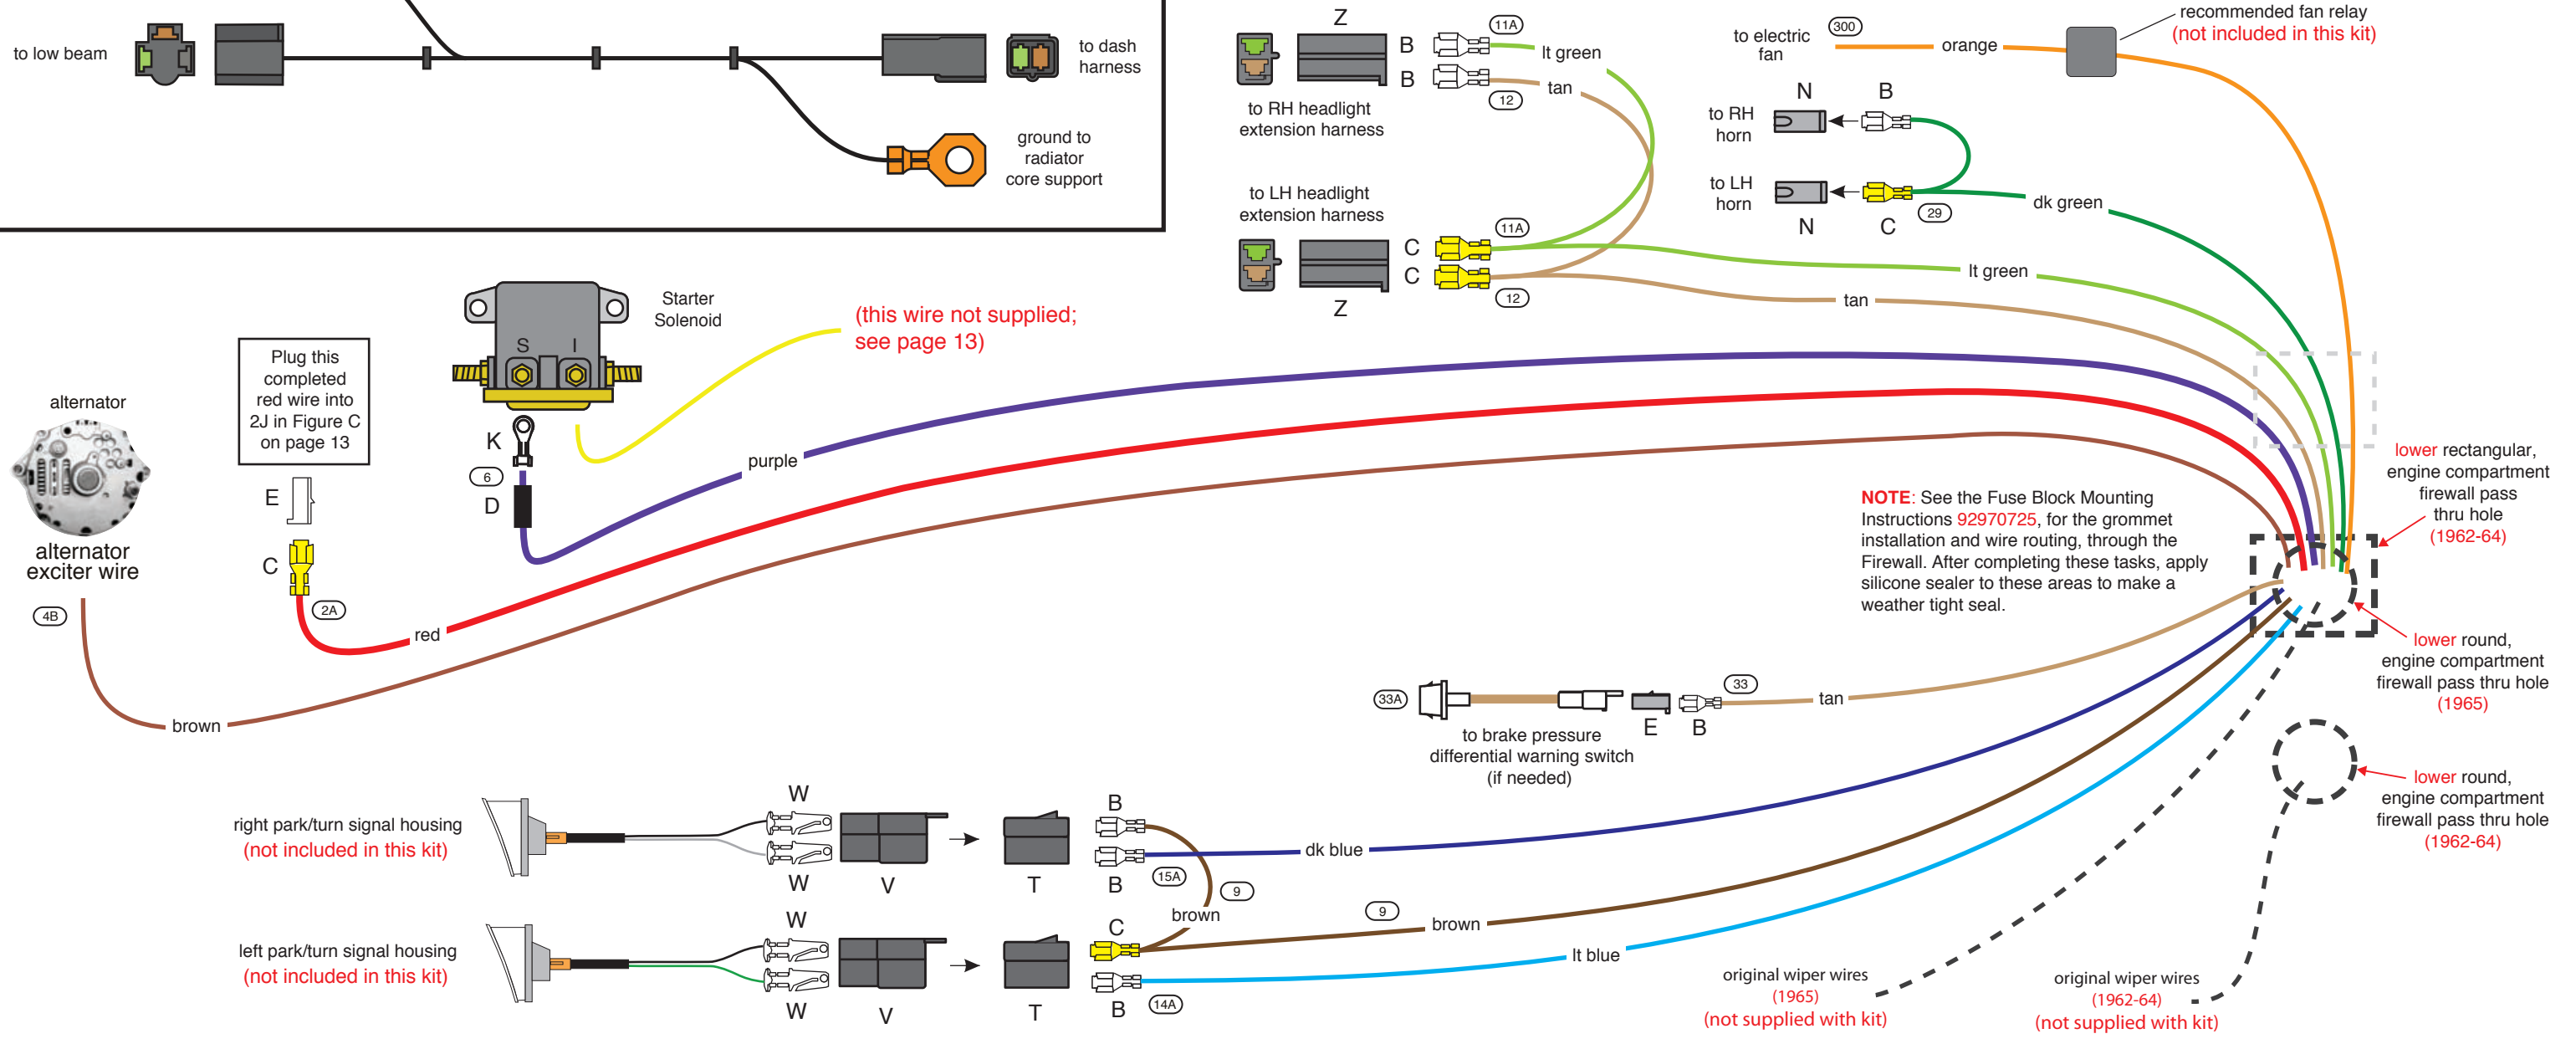 to low beam
to dash
harness
ground to
radiator
core support
Z
B
B
11A
lt green
tan
12
to RH headlight
extension harness
to LH headlight
extension harness
11A
C
C
12
Z
lt green
tan
to electric
fan
300
orange
recommended fan relay
(not included in this kit)
N
B
to RH
horn
to LH
horn
N
C
29
dk green
Starter
Solenoid
S
I
(this wire not supplied;
see page 13)
K
6
D
purple
Plug this
completed
red wire into
2J in Figure C
on page 13
E
C
2A
red
alternator
alternator
exciter wire
4B
brown
NOTE: See the Fuse Block Mounting
Instructions 92970725, for the grommet
installation and wire routing, through the
Firewall. After completing these tasks, apply
silicone sealer to these areas to make a
weather tight seal.
lower rectangular,
engine compartment
firewall pass
thru hole
(1962-64)
lower round,
engine compartment
firewall pass thru hole
(1965)
lower round,
engine compartment
firewall pass thru hole
(1962-64)
33A
33
tan
E
B
to brake pressure
differential warning switch
(if needed)
right park/turn signal housing
(not included in this kit)
W
W
V
T
B
B
15A
dk blue
9
brown
9
brown
left park/turn signal housing
(not included in this kit)
W
W
V
T
C
B
14A
lt blue
original wiper wires
(1965)
(not supplied with kit)
original wiper wires
(1962-64)
(not supplied with kit)